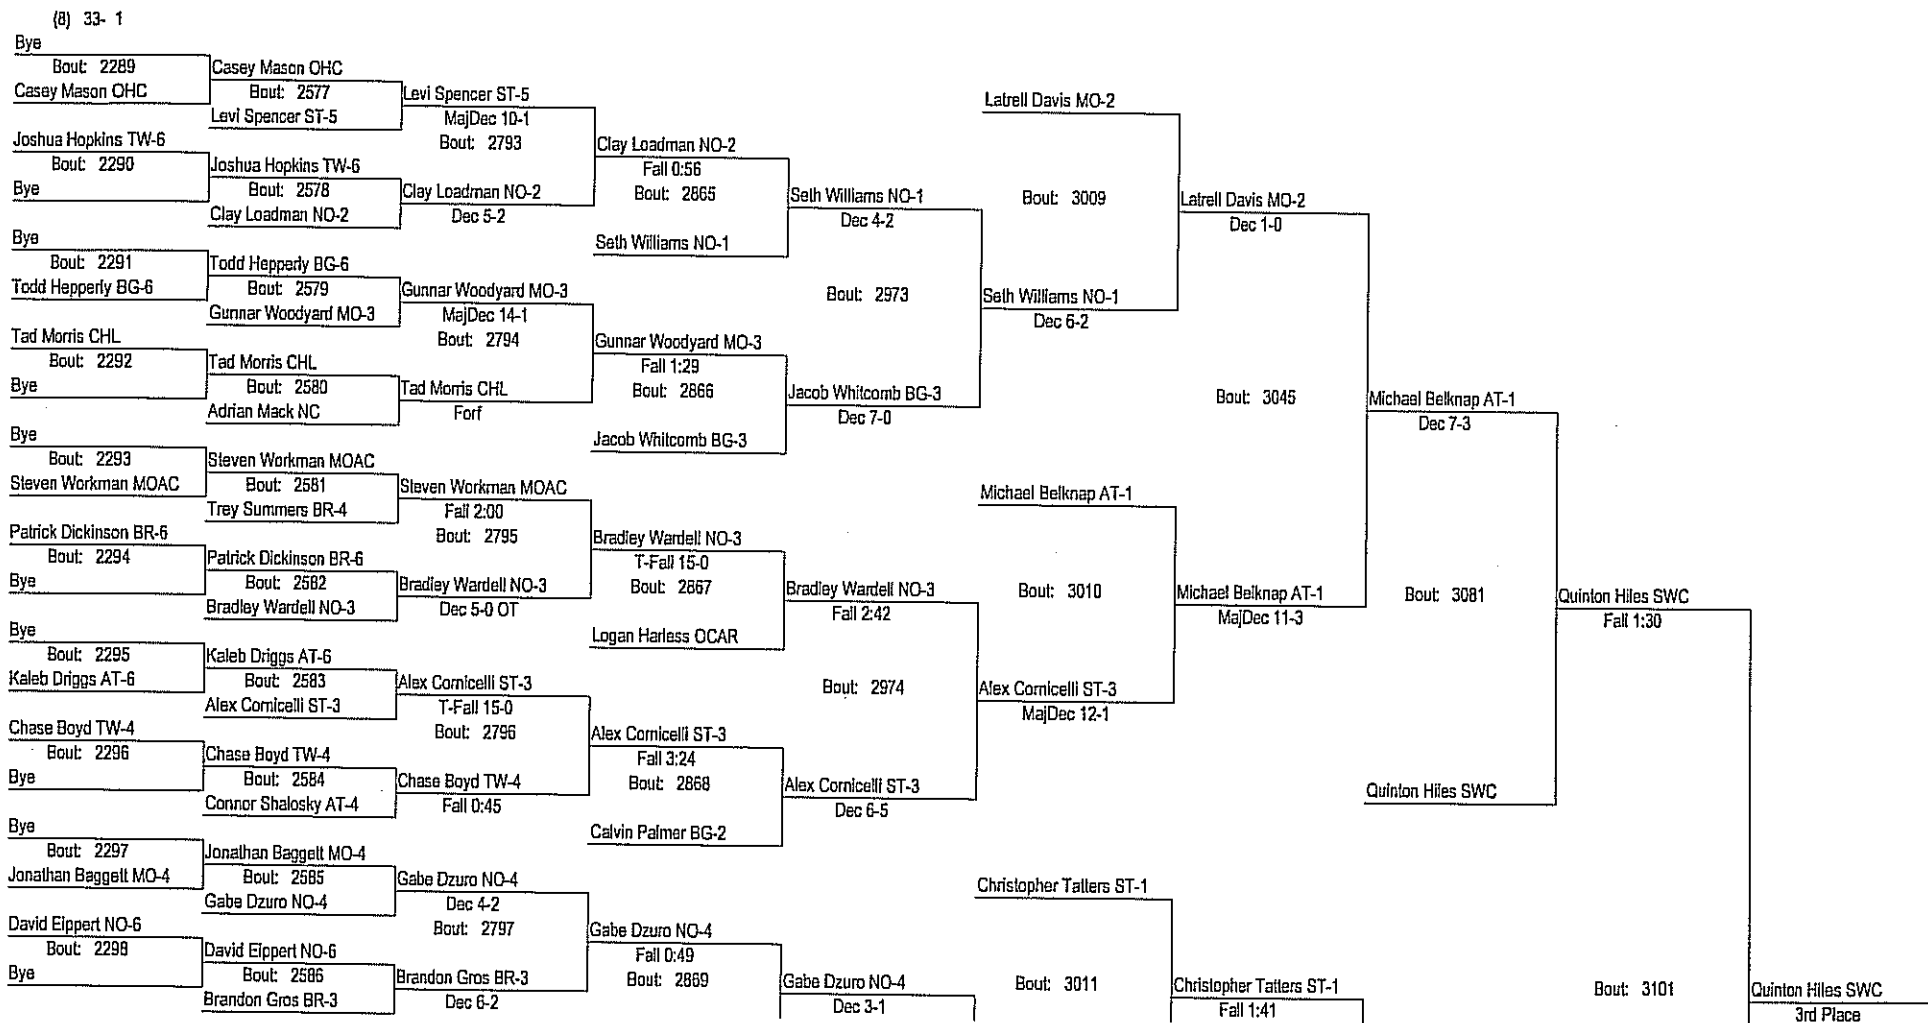 (8) 33- 1
Bye
Bout: 2289
Casey Mason OHC
Casey Mason OHC
Bout: 2577
Levi Spencer ST-5
Levi Spencer ST-5
MajDec 10-1
Bout: 2793
Joshua Hopkins TW-6
Bout: 2290
Bye
Joshua Hopkins TW-6
Bout: 2578
Clay Loadman NO-2
Clay Loadman NO-2
Dec 5-2
Clay Loadman NO-2
Fall 0:56
Bout: 2865
Seth Williams NO-1
Seth Williams NO-1
Dec 4-2
Bye
Bout: 2291
Todd Hepperly BG-6
Todd Hepperly BG-6
Bout: 2579
Gunnar Woodyard MO-3
Gunnar Woodyard MO-3
MajDec 14-1
Bout: 2794
Tad Morris CHL
Bout: 2292
Bye
Tad Morris CHL
Bout: 2580
Adrian Mack NC
Tad Morris CHL
Forf
Gunnar Woodyard MO-3
Fall 1:29
Bout: 2866
Jacob Whitcomb BG-3
Jacob Whitcomb BG-3
Dec 7-0
Bout: 2973
Latrell Davis MO-2
Bout: 3009
Seth Williams NO-1
Dec 6-2
Latrell Davis MO-2
Dec 1-0
Bout: 3045
Bye
Bout: 2293
Steven Workman MOAC
Steven Workman MOAC
Bout: 2581
Trey Summers BR-4
Steven Workman MOAC
Fall 2:00
Bout: 2795
Patrick Dickinson BR-6
Bout: 2294
Bye
Patrick Dickinson BR-6
Bout: 2582
Bradley Wardell NO-3
Bradley Wardell NO-3
Dec 5-0 OT
Bradley Wardell NO-3
T-Fall 15-0
Bout: 2867
Logan Harless OCAR
Bradley Wardell NO-3
Fall 2:42
Bye
Bout: 2295
Kaleb Driggs AT-6
Kaleb Driggs AT-6
Bout: 2583
Alex Cornicelli ST-3
Alex Cornicelli ST-3
T-Fall 15-0
Bout: 2796
Chase Boyd TW-4
Bout: 2296
Bye
Chase Boyd TW-4
Bout: 2584
Connor Shalosky AT-4
Chase Boyd TW-4
Fall 0:45
Alex Cornicelli ST-3
Fall 3:24
Bout: 2868
Calvin Palmer BG-2
Alex Cornicelli ST-3
Dec 6-5
Bout: 2974
Michael Belknap AT-1
Bout: 3010
Alex Cornicelli ST-3
MajDec 12-1
Michael Belknap AT-1
MajDec 11-3
Michael Belknap AT-1
Dec 7-3
Bout: 3081
Quinton Hiles SWC
Quinton Hiles SWC
Fall 1:30
Bye
Bout: 2297
Jonathan Baggett MO-4
Jonathan Baggett MO-4
Bout: 2585
Gabe Dzuro NO-4
Gabe Dzuro NO-4
Dec 4-2
Bout: 2797
David Eippert NO-6
Bout: 2298
Bye
David Eippert NO-6
Bout: 2586
Brandon Gros BR-3
Brandon Gros BR-3
Dec 6-2
Gabe Dzuro NO-4
Fall 0:49
Bout: 2869
Gabe Dzuro NO-4
Dec 3-1
Christopher Tatters ST-1
Bout: 3011
Christopher Tatters ST-1
Fall 1:41
Bout: 3101
Quinton Hiles SWC
3rd Place